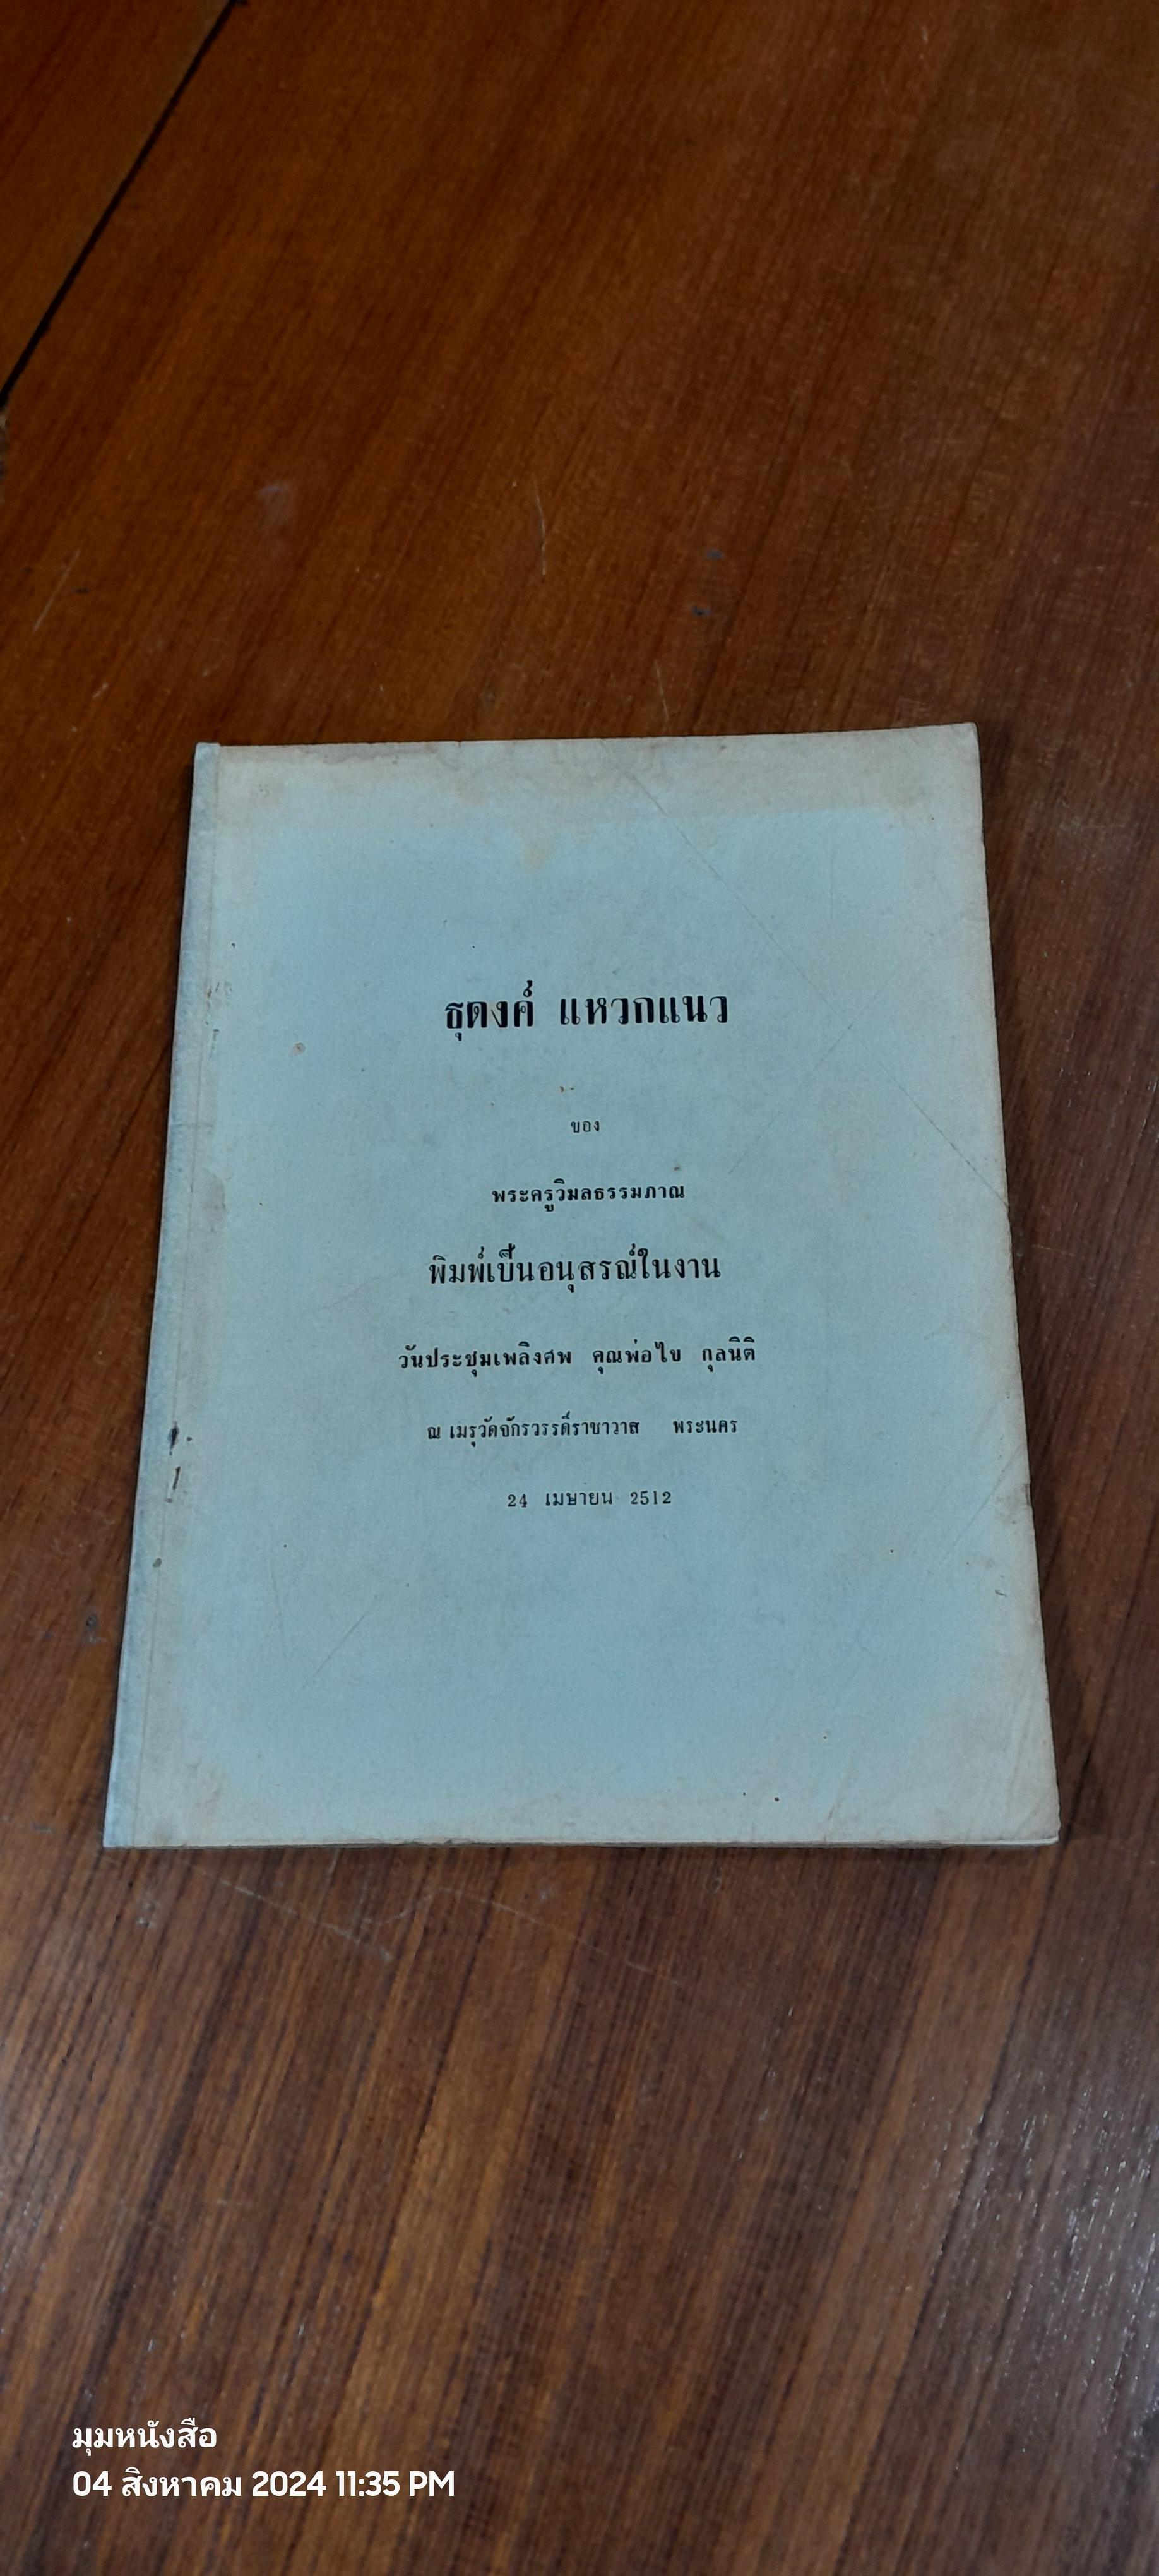 ธุดงค์ แหวกแนว
ของ
พระครูวิมลธรรมภาณ
พิมพ์เป็นอนุสรณ์ในงาน
วันประชุมเพลิงศพ คุณพ่อไข กุลนิติ
ณ เมรุวัดจักรวรรดิ์ราชาวาส พระนคร
24 เมษายน 2512
มุมหนังสือ
04 สิงหาคม 2024 11:35 PM